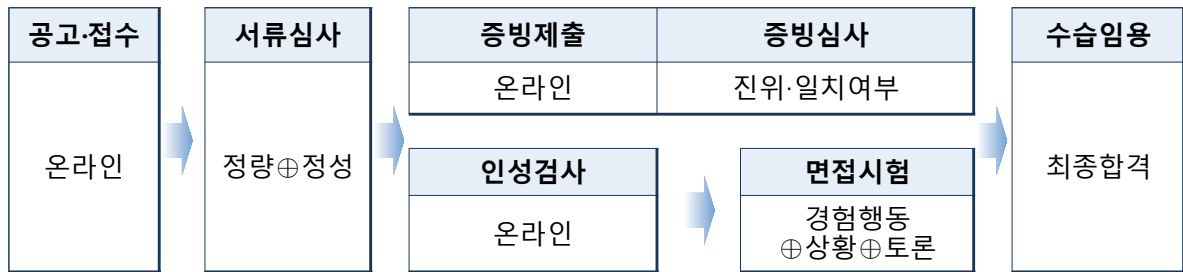 공고·접수
온라인
서류심사
정량⊕정성
증빙제출
온라인
증빙심사
진위·일치여부
인성검사
온라인
면접시험
경험행동
⊕상황⊕토론
수습임용
최종합격